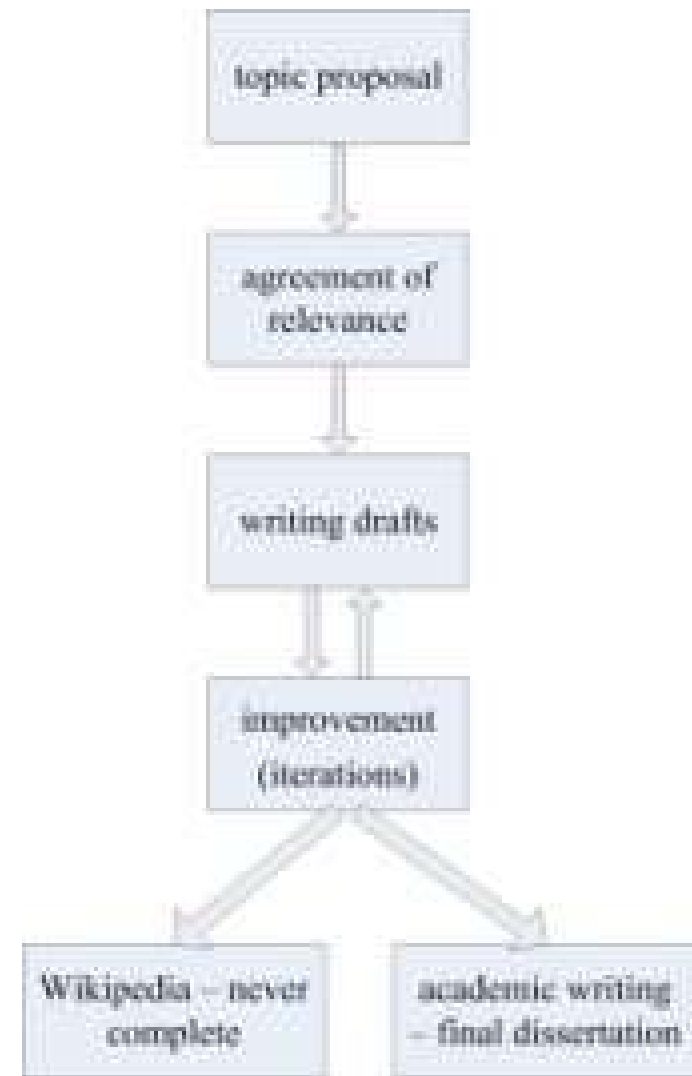 topic proposal
agreement of
relevance
writing drafts
improvement
(iterations)
Wikipedia – never
complete
academic writing
– final dissertation